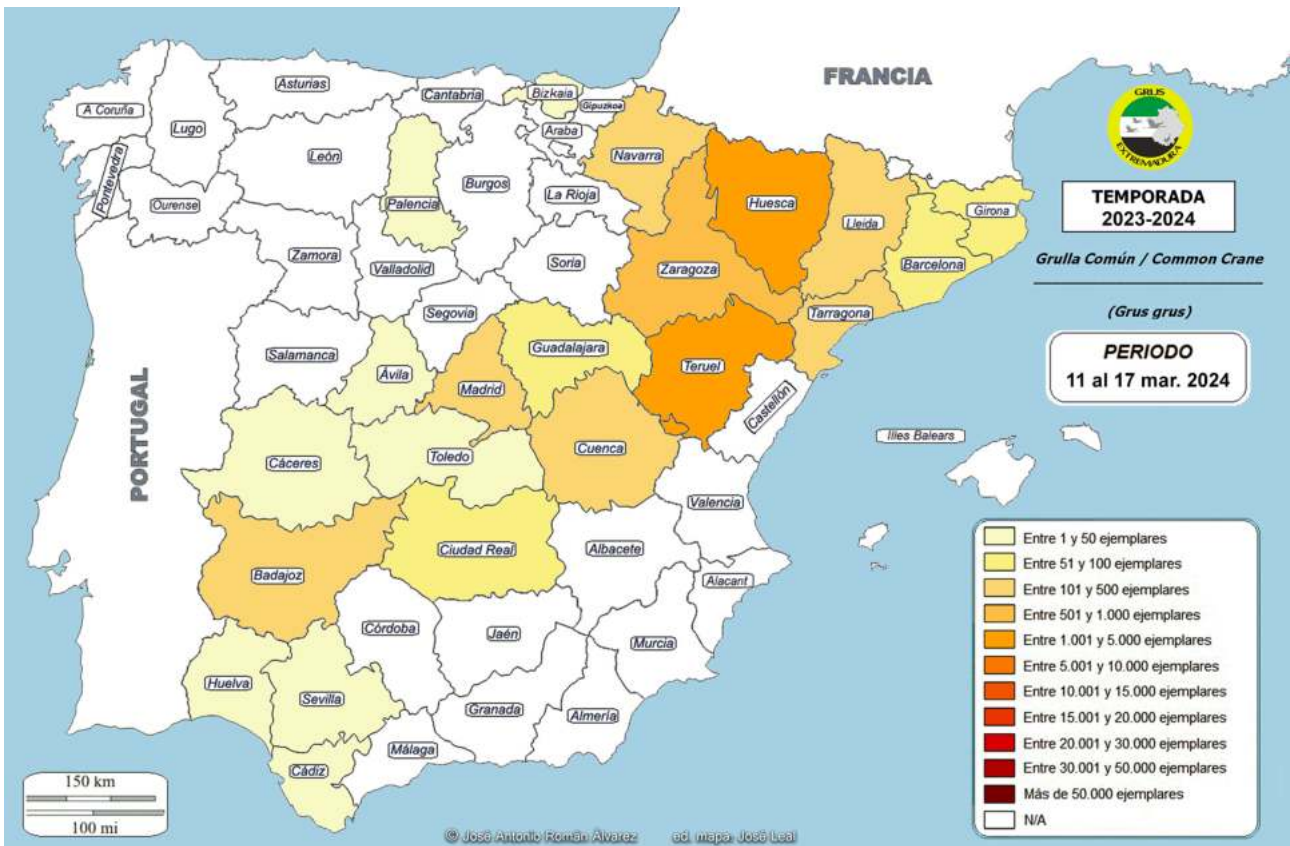 FRANCIA
GRUS
EXTREMADURA
TEMPORADA
2023-2024
Grulla Común / Common Crane
(Grus grus)
PERIODO
11 al 17 mar. 2024
A Coruña
Lugo
Asturias
Cantabria
Bizkaia
Gipuzkoa
Araba
Navarra
Pontevedra
Ourense
León
Palencia
Burgos
La Rioja
Huesca
Lleida
Girona
Barcelona
Zamora
Valladolid
Soria
Zaragoza
Tarragona
Segovia
Salamanca
Ávila
Madrid
Guadalajara
Teruel
Castellón
PORTUGAL
Cáceres
Toledo
Cuenca
Valencia
Illes Balears
Badajoz
Ciudad Real
Albacete
Alacant
Huelva
Sevilla
Córdoba
Jaén
Murcia
Cádiz
Málaga
Granada
Almería
Entre 1 y 50 ejemplares
Entre 51 y 100 ejemplares
Entre 101 y 500 ejemplares
Entre 501 y 1.000 ejemplares
Entre 1.001 y 5.000 ejemplares
Entre 5.001 y 10.000 ejemplares
Entre 10.001 y 15.000 ejemplares
Entre 15.001 y 20.000 ejemplares
Entre 20.001 y 30.000 ejemplares
Entre 30.001 y 50.000 ejemplares
Más de 50.000 ejemplares
N/A
150 km
100 mi
© José Antonio Román Álvarez ed. mapa: José Leal